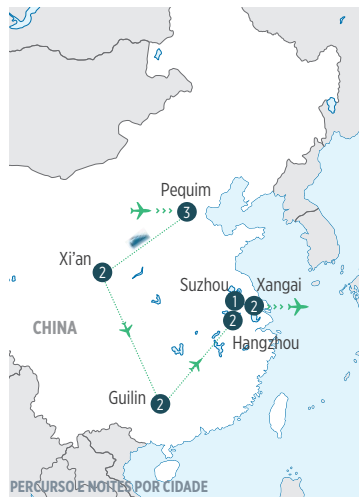 Pequim
3
Xi'an
2
Suzhou
Xangai
1
2
2
Hangzhou
CHINA
Guilin
2
PERCURSO E NOITES POR CIDADE